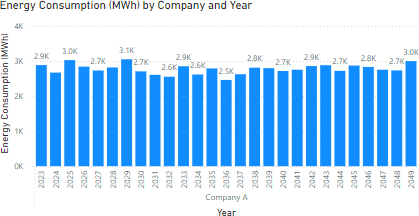 Energy Consumption (MWh) by Company and Year
Energy Consumption (MWh)
4K
3K
2K
1K
0K
2.9K 3.0K 2.7K 3.1K 2.7K 2.6K 2.9K 2.6K 2.5K 2.8K 2.7K 2.9K 2.7K 2.8K 2.7K 3.0K
2023 2024 2025 2026 2027 2028 2029 2030 2031 2032 2033 2034 2035 2036 2037 2038 2039 2040 2041 2042 2043 2044 2045 2046 2047 2048 2049
Company A
Year